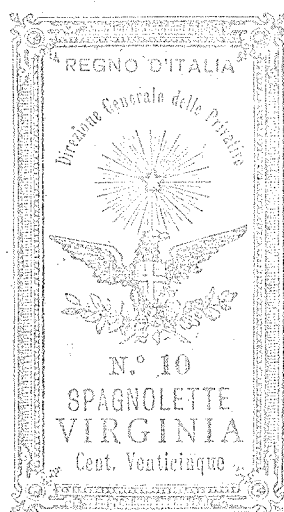 REGNO D'ITALIA
Direzione Generale delle Privative
N.° 10
SPAGNOLETTE
VIRGINIA
Cent. Venticinque